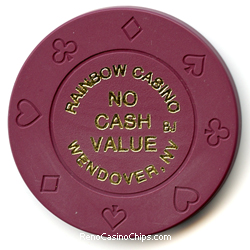 RAINBOW CASINO
NO
CASH
VALUE
BJ
WENDOVER, NV
RenoCasinoChips.com